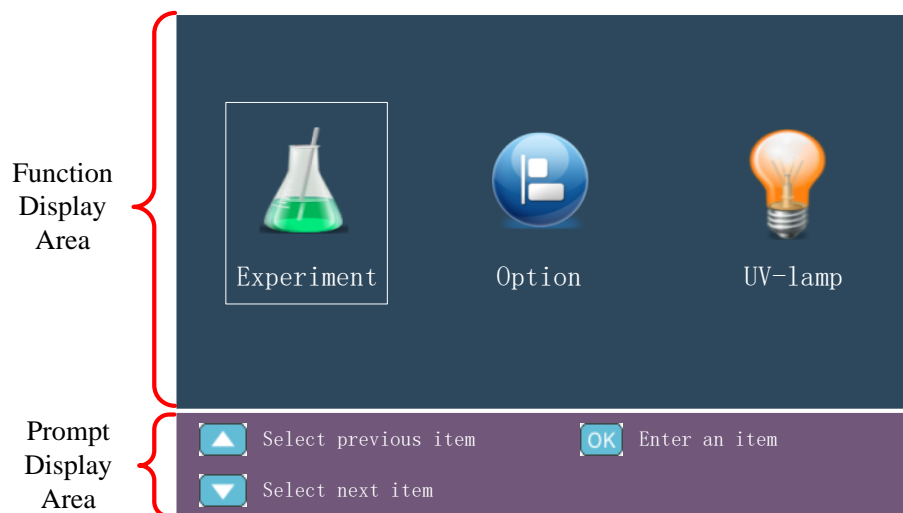 Function
Display
Area
Experiment
Option
UV-lamp
Prompt
Display
Area
Select previous item
OK
Enter an item
Select next item